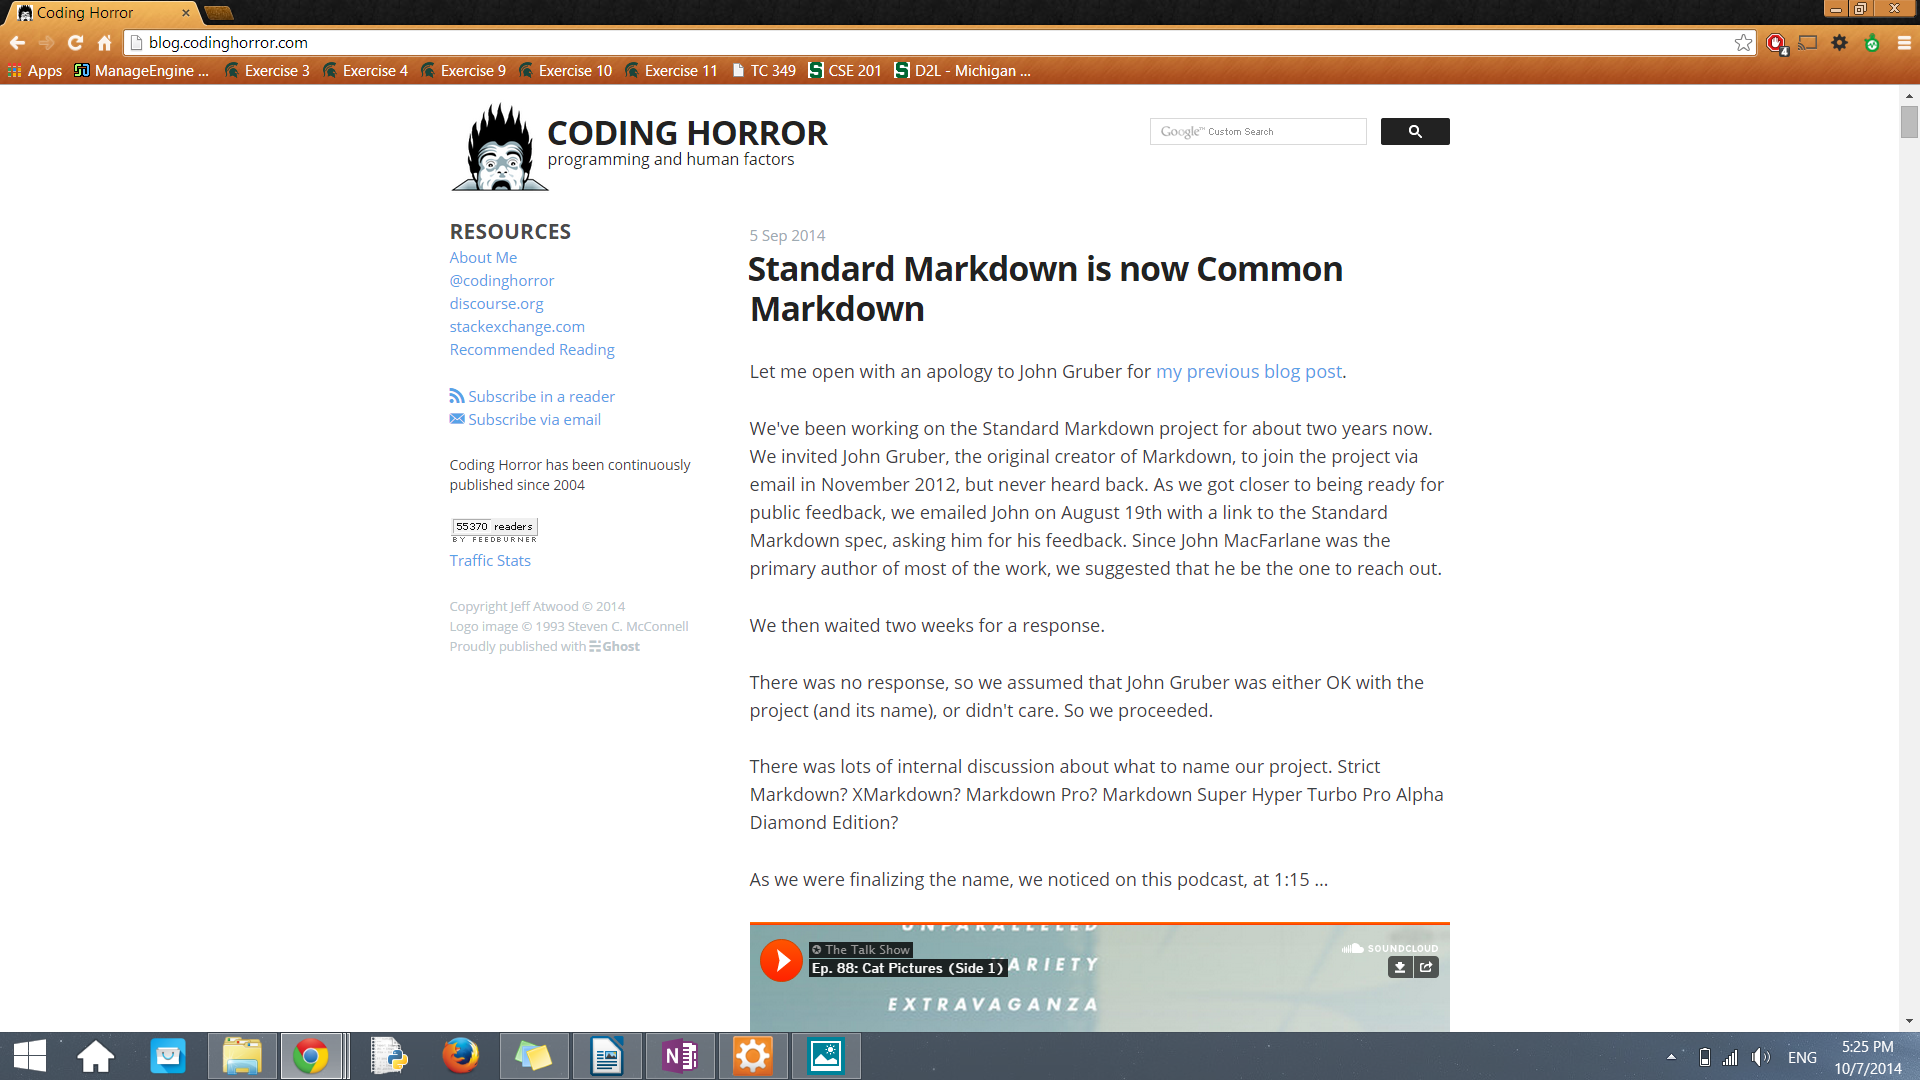 Coding Horror
blog.codinghorror.com
4
Apps ManageEngine ... Exercise 3 Exercise 4 Exercise 9 Exercise 10 Exercise 11 TC 349 CSE 201 D2L - Michigan ...
CODING HORROR
programming and human factors
Google™ Custom Search
RESOURCES
About Me
@codinghorror
discourse.org
stackexchange.com
Recommended Reading
Subscribe in a reader
Subscribe via email
Coding Horror has been continuously
published since 2004
55370 readers
BY FEEDBURNER
Traffic Stats
Copyright Jeff Atwood © 2014
Logo image © 1993 Steven C. McConnell
Proudly published with Ghost
5 Sep 2014
Standard Markdown is now Common
Markdown
Let me open with an apology to John Gruber for my previous blog post.
We've been working on the Standard Markdown project for about two years now.
We invited John Gruber, the original creator of Markdown, to join the project via
email in November 2012, but never heard back. As we got closer to being ready for
public feedback, we emailed John on August 19th with a link to the Standard
Markdown spec, asking him for his feedback. Since John MacFarlane was the
primary author of most of the work, we suggested that he be the one to reach out.
We then waited two weeks for a response.
There was no response, so we assumed that John Gruber was either OK with the
project (and its name), or didn't care. So we proceeded.
There was lots of internal discussion about what to name our project. Strict
Markdown? XMarkdown? Markdown Pro? Markdown Super Hyper Turbo Pro Alpha
Diamond Edition?
As we were finalizing the name, we noticed on this podcast, at 1:15 ...
UNPARALLELED
The Talk Show
SOUNDCLOUD
Ep. 88: Cat Pictures (Side 1)
ARIETY
EXTRAVAGANZA
N
ENG
5:25 PM
10/7/2014